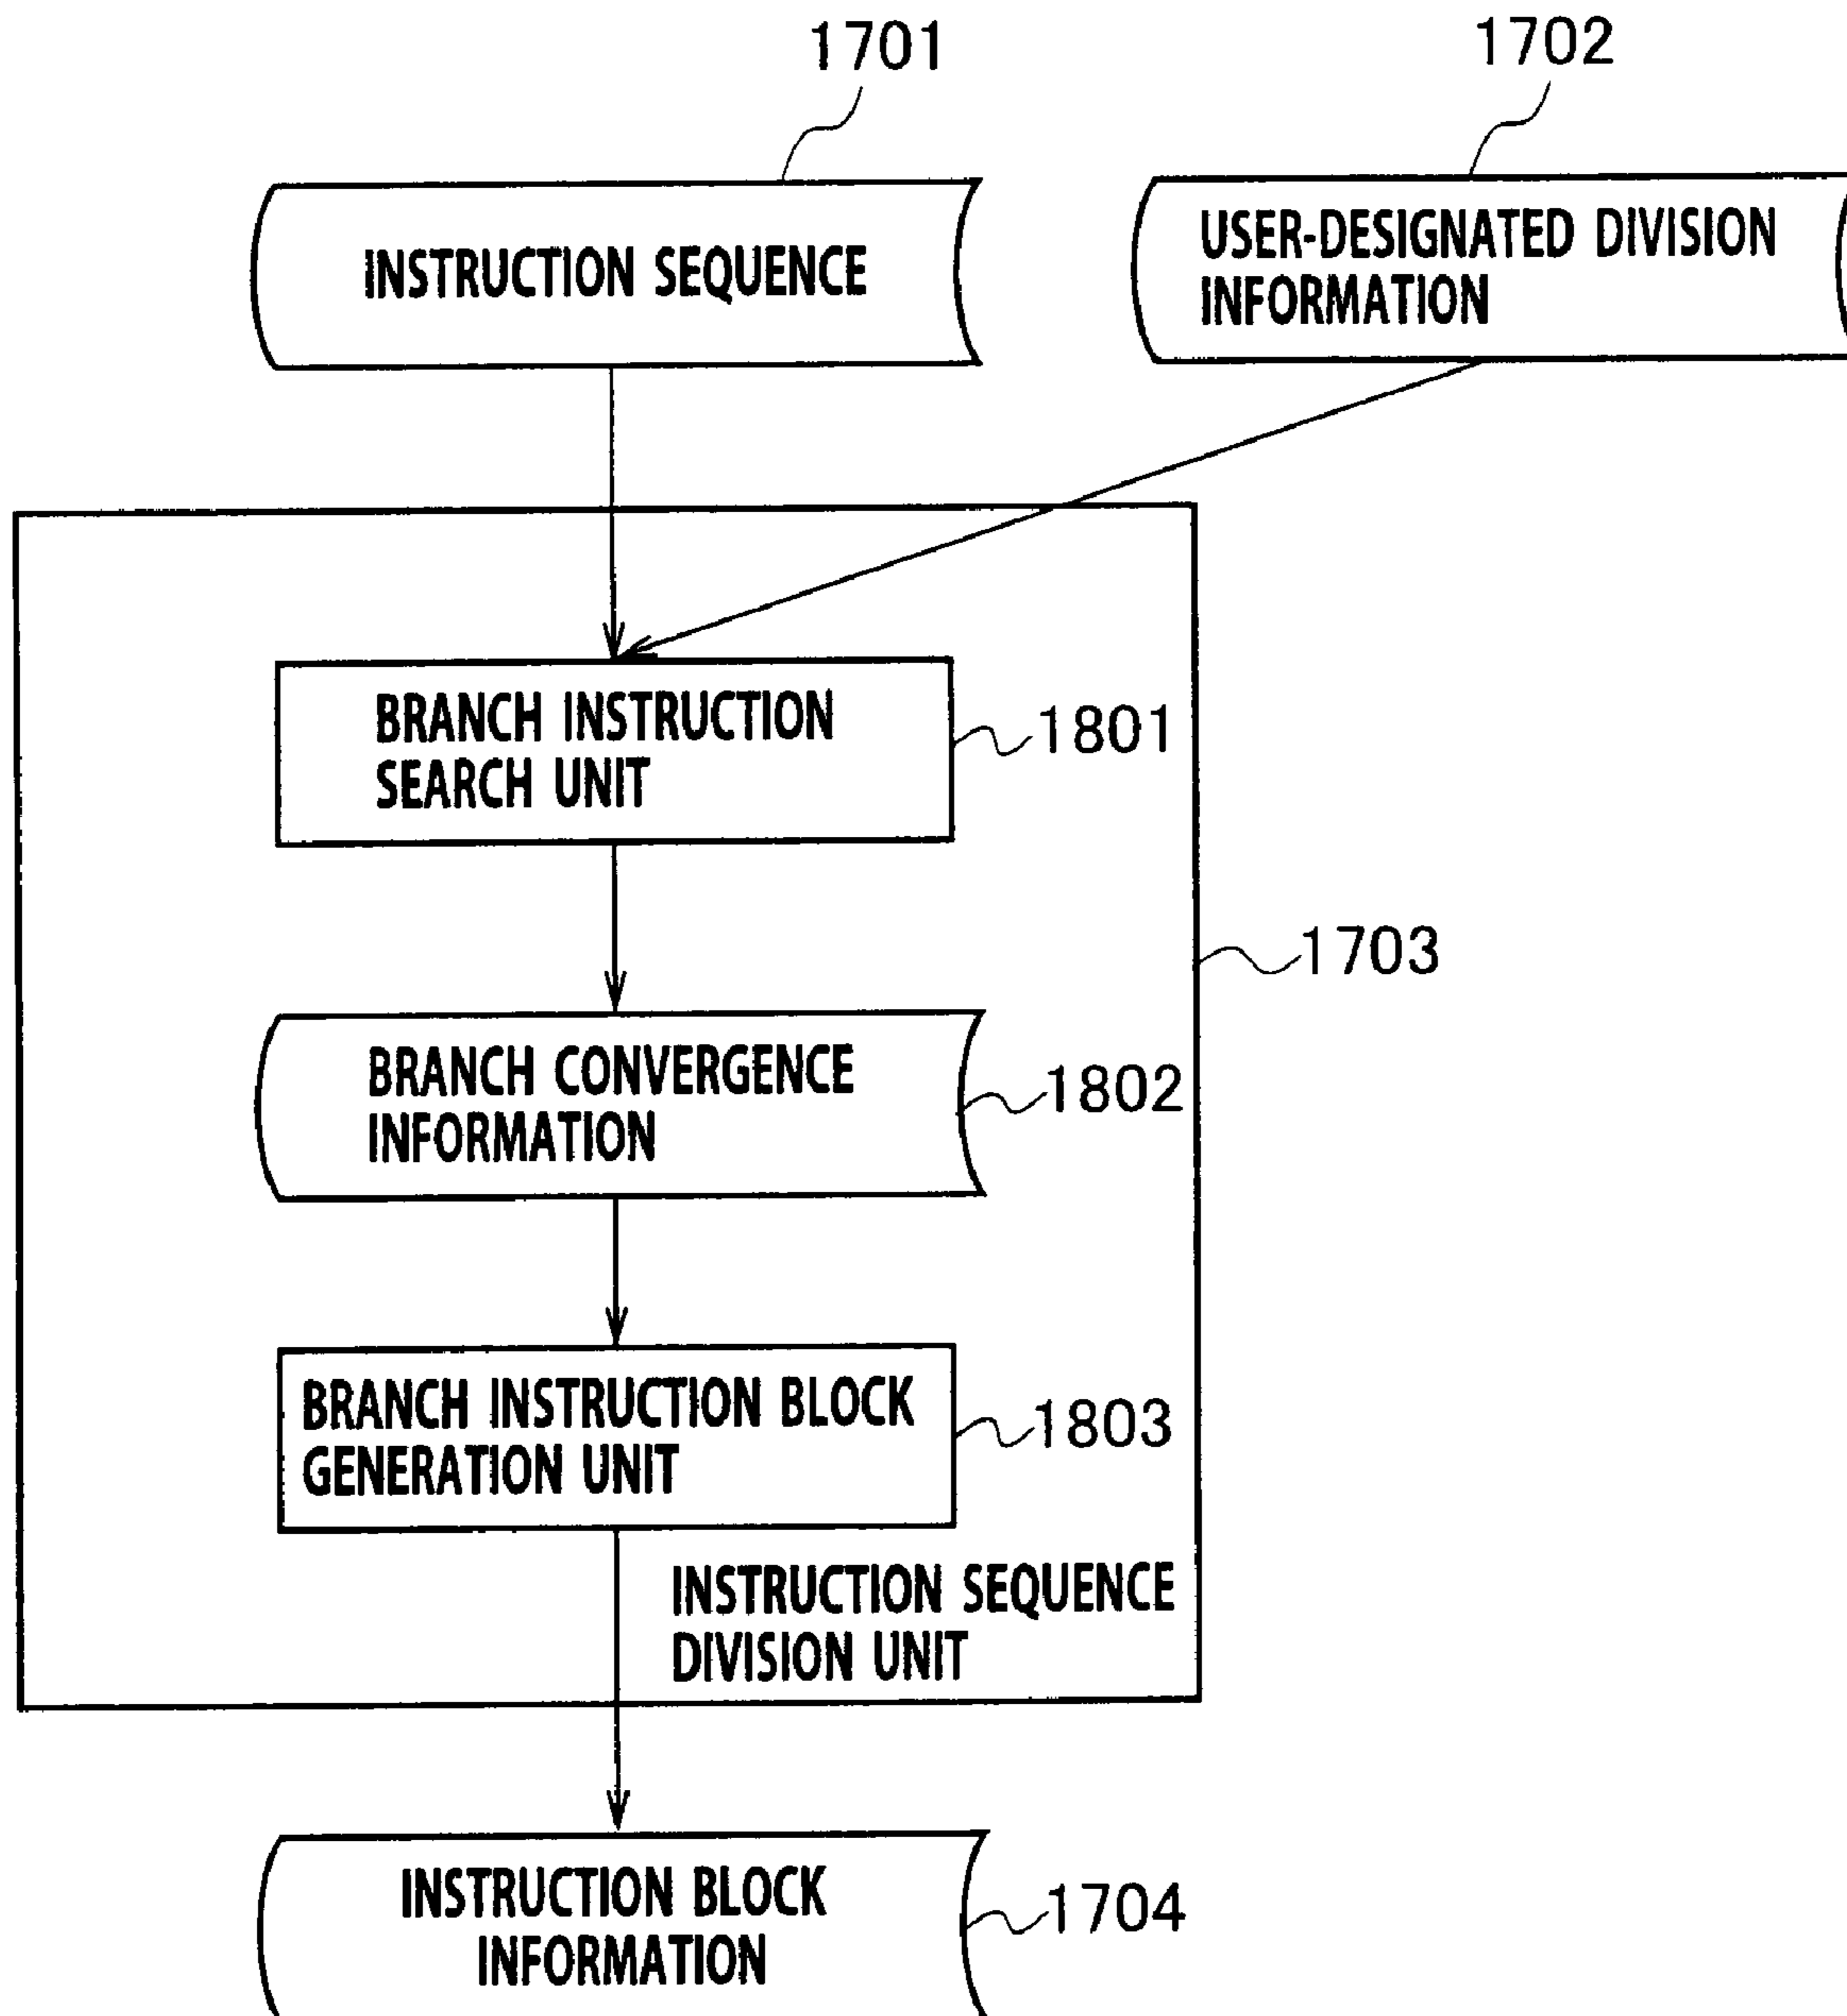 1701
1702
INSTRUCTION SEQUENCE
USER-DESIGNATED DIVISION
INFORMATION
BRANCH INSTRUCTION
SEARCH UNIT
1801
1703
BRANCH CONVERGENCE
INFORMATION
1802
BRANCH INSTRUCTION BLOCK
GENERATION UNIT
1803
INSTRUCTION SEQUENCE
DIVISION UNIT
INSTRUCTION BLOCK
INFORMATION
1704